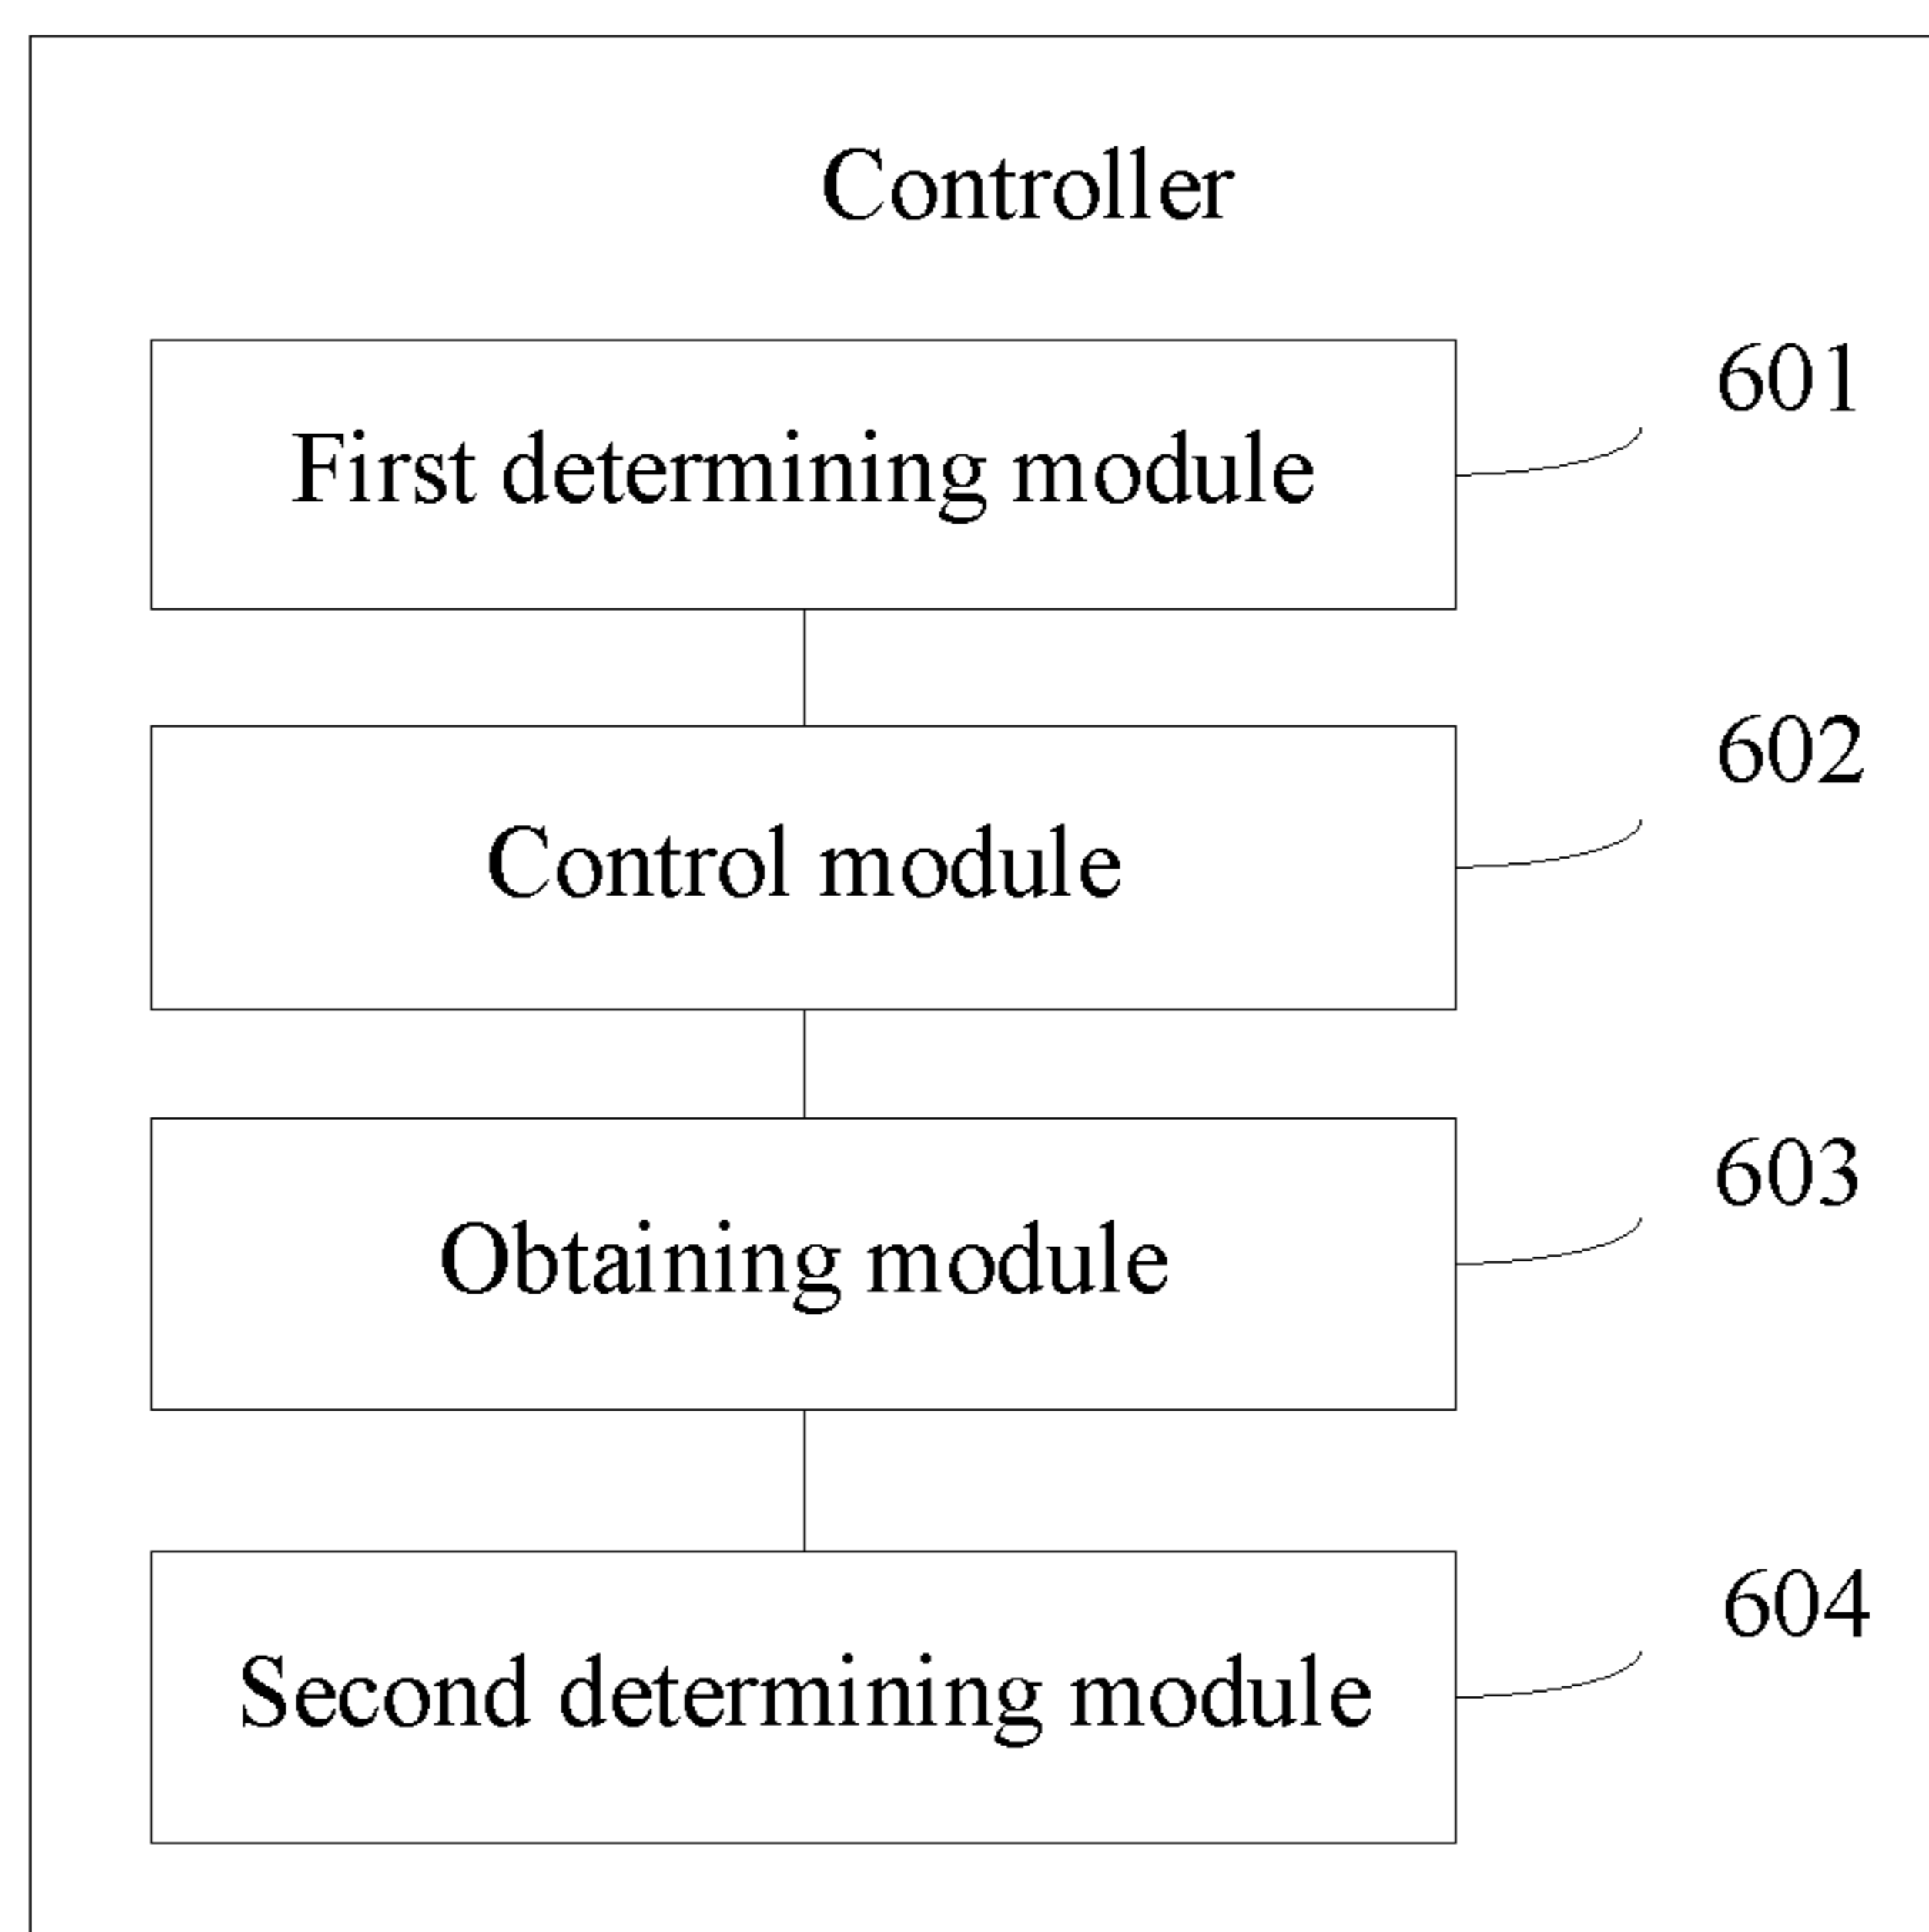 Controller
First determining module
601
Control module
602
Obtaining module
603
Second determining module
604